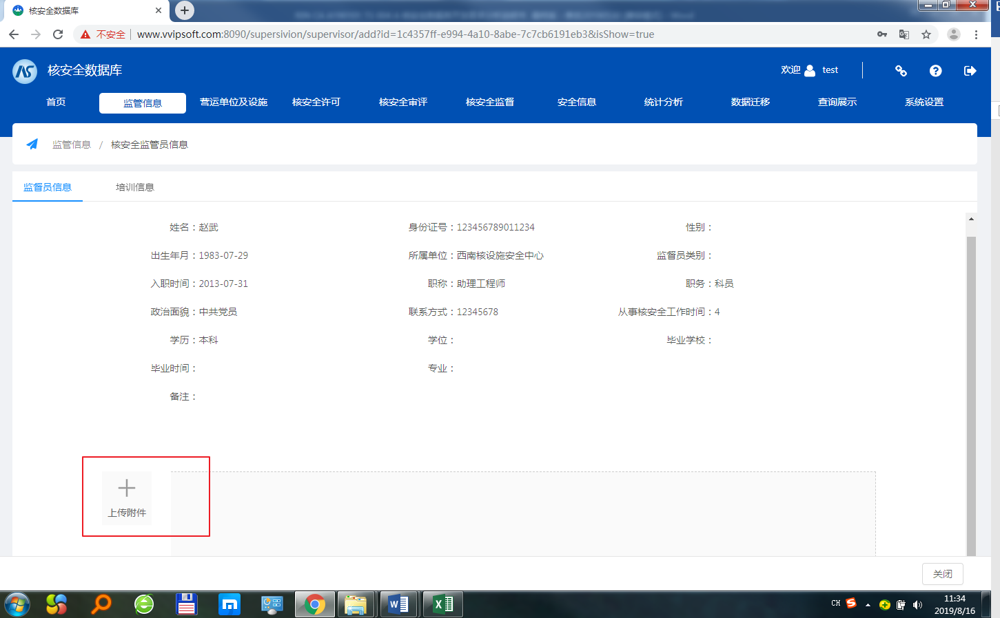 核安全数据库
不安全 www.vvipsoft.com:8090/supersivion/supervisor/add?id=1c4357ff-e994-4a10-8abe-7c7cb6191eb3&isShow=true
核安全数据库
欢迎 test
首页 监管信息 营运单位及设施 核安全许可 核安全审评 核安全监督 安全信息 统计分析 数据迁移 查询展示 系统设置
监管信息 / 核安全监管员信息
监督员信息 培训信息
姓名：赵武 身份证号：123456789011234 性别：
出生年月：1983-07-29 所属单位：西南核设施安全中心 监督员类别：
入职时间：2013-07-31 职称：助理工程师 职务：科员
政治面貌：中共党员 联系方式：12345678 从事核安全工作时间：4
学历：本科 学位： 毕业学校：
毕业时间： 专业：
备注：
上传附件
关闭
CH
11:34
2019/8/16